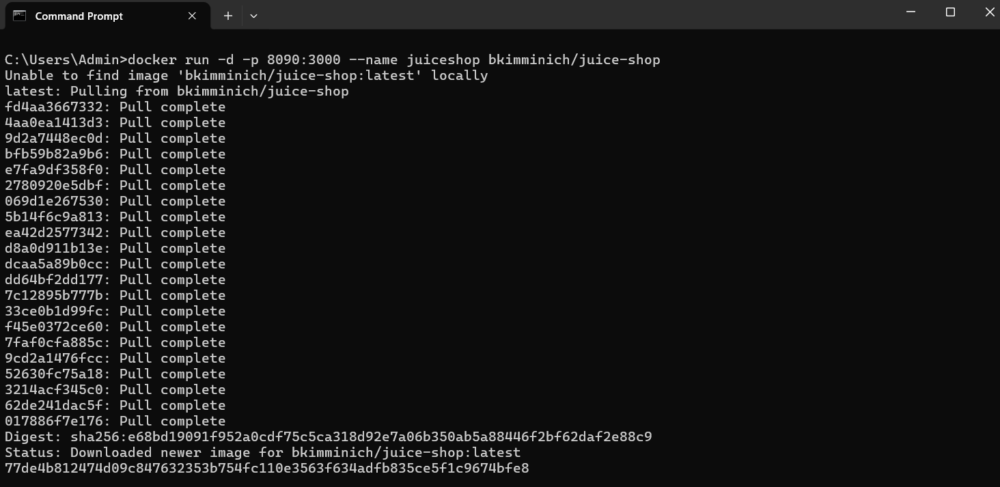 Command Prompt
C:\Users\Admin>docker run -d -p 8090:3000 --name juiceshop bkimminich/juice-shop
Unable to find image 'bkimminich/juice-shop:latest' locally
latest: Pulling from bkimminich/juice-shop
fd4aa3667332: Pull complete
4aa0ea1413d3: Pull complete
9d2a7448ec0d: Pull complete
bfb59b82a9b6: Pull complete
e7fa9df358f0: Pull complete
2780920e5dbf: Pull complete
069d1e267530: Pull complete
5b14f6c9a813: Pull complete
ea42d2577342: Pull complete
d8a0d911b13e: Pull complete
dcaa5a89b0cc: Pull complete
dd64bf2dd177: Pull complete
7c12895b777b: Pull complete
33ce0b1d99fc: Pull complete
f45e0372ce60: Pull complete
7faf0cfa885c: Pull complete
9cd2a1476fcc: Pull complete
52630fc75a18: Pull complete
3214acf345c0: Pull complete
62de241dac5f: Pull complete
017886f7e176: Pull complete
Digest: sha256:e68bd19091f952a0cdf75c5ca318d92e7a06b350ab5a88446f2bf62daf2e88c9
Status: Downloaded newer image for bkimminich/juice-shop:latest
77de4b812474d09c847632353b754fc110e3563f634adfb835ce5f1c9674bfe8